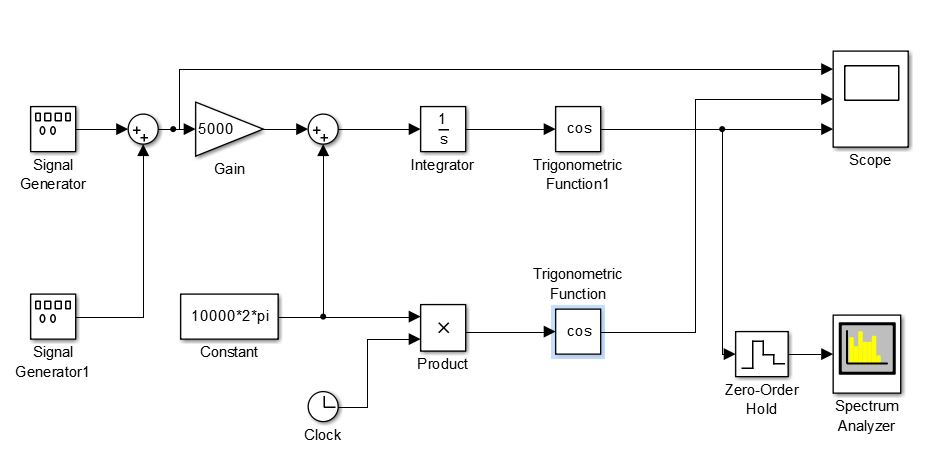 Signal
Generator
+
+
5000
Gain
+
+
1
s
Integrator
cos
Trigonometric
Function1
Scope
Signal
Generator1
10000*2*pi
Constant
×
Product
Clock
Trigonometric
Function
cos
Zero-Order
Hold
Spectrum
Analyzer